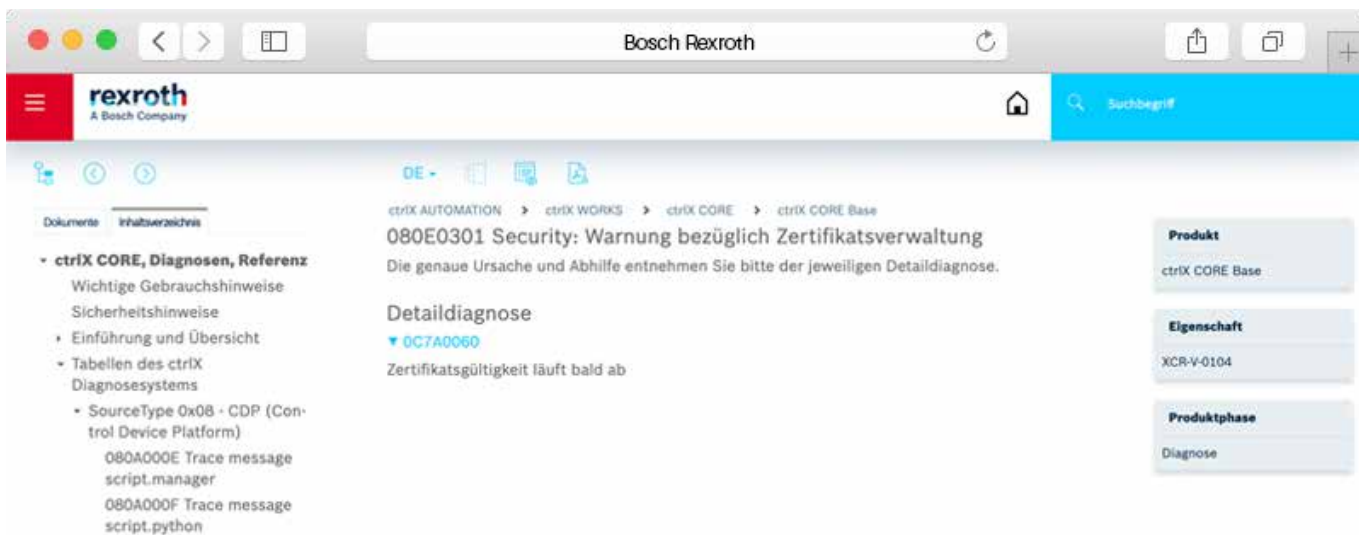 Bosch Rexroth
rexroth
A Bosch Company
Suchbegriff
DE
Dokumente Inhaltsverzeichnis
ctrlX CORE, Diagnosen, Referenz
Wichtige Gebrauchshinweise
Sicherheitshinweise
Einführung und Übersicht
Tabellen des ctrlX
Diagnosesystems
SourceType 0x08 - CDP (Con-
trol Device Platform)
080A000E Trace message
script.manager
080A000F Trace message
script.python
ctrlX AUTOMATION > ctrlX WORKS > ctrlX CORE > ctrlX CORE Base
080E0301 Security: Warnung bezüglich Zertifikatsverwaltung
Die genaue Ursache und Abhilfe entnehmen Sie bitte der jeweiligen Detaildiagnose.
Detaildiagnose
0C7A0060
Zertifikatsgültigkeit läuft bald ab
Produkt
ctrlX CORE Base
Eigenschaft
XCR-V-0104
Produktphase
Diagnose